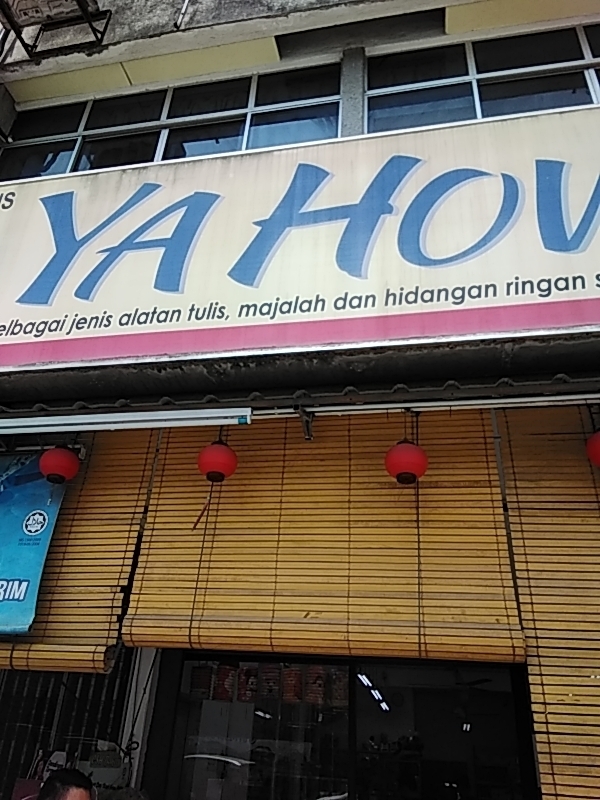 YA HOW
elbagai jenis alatan tulis, majalah dan hidangan ringan s
RIM